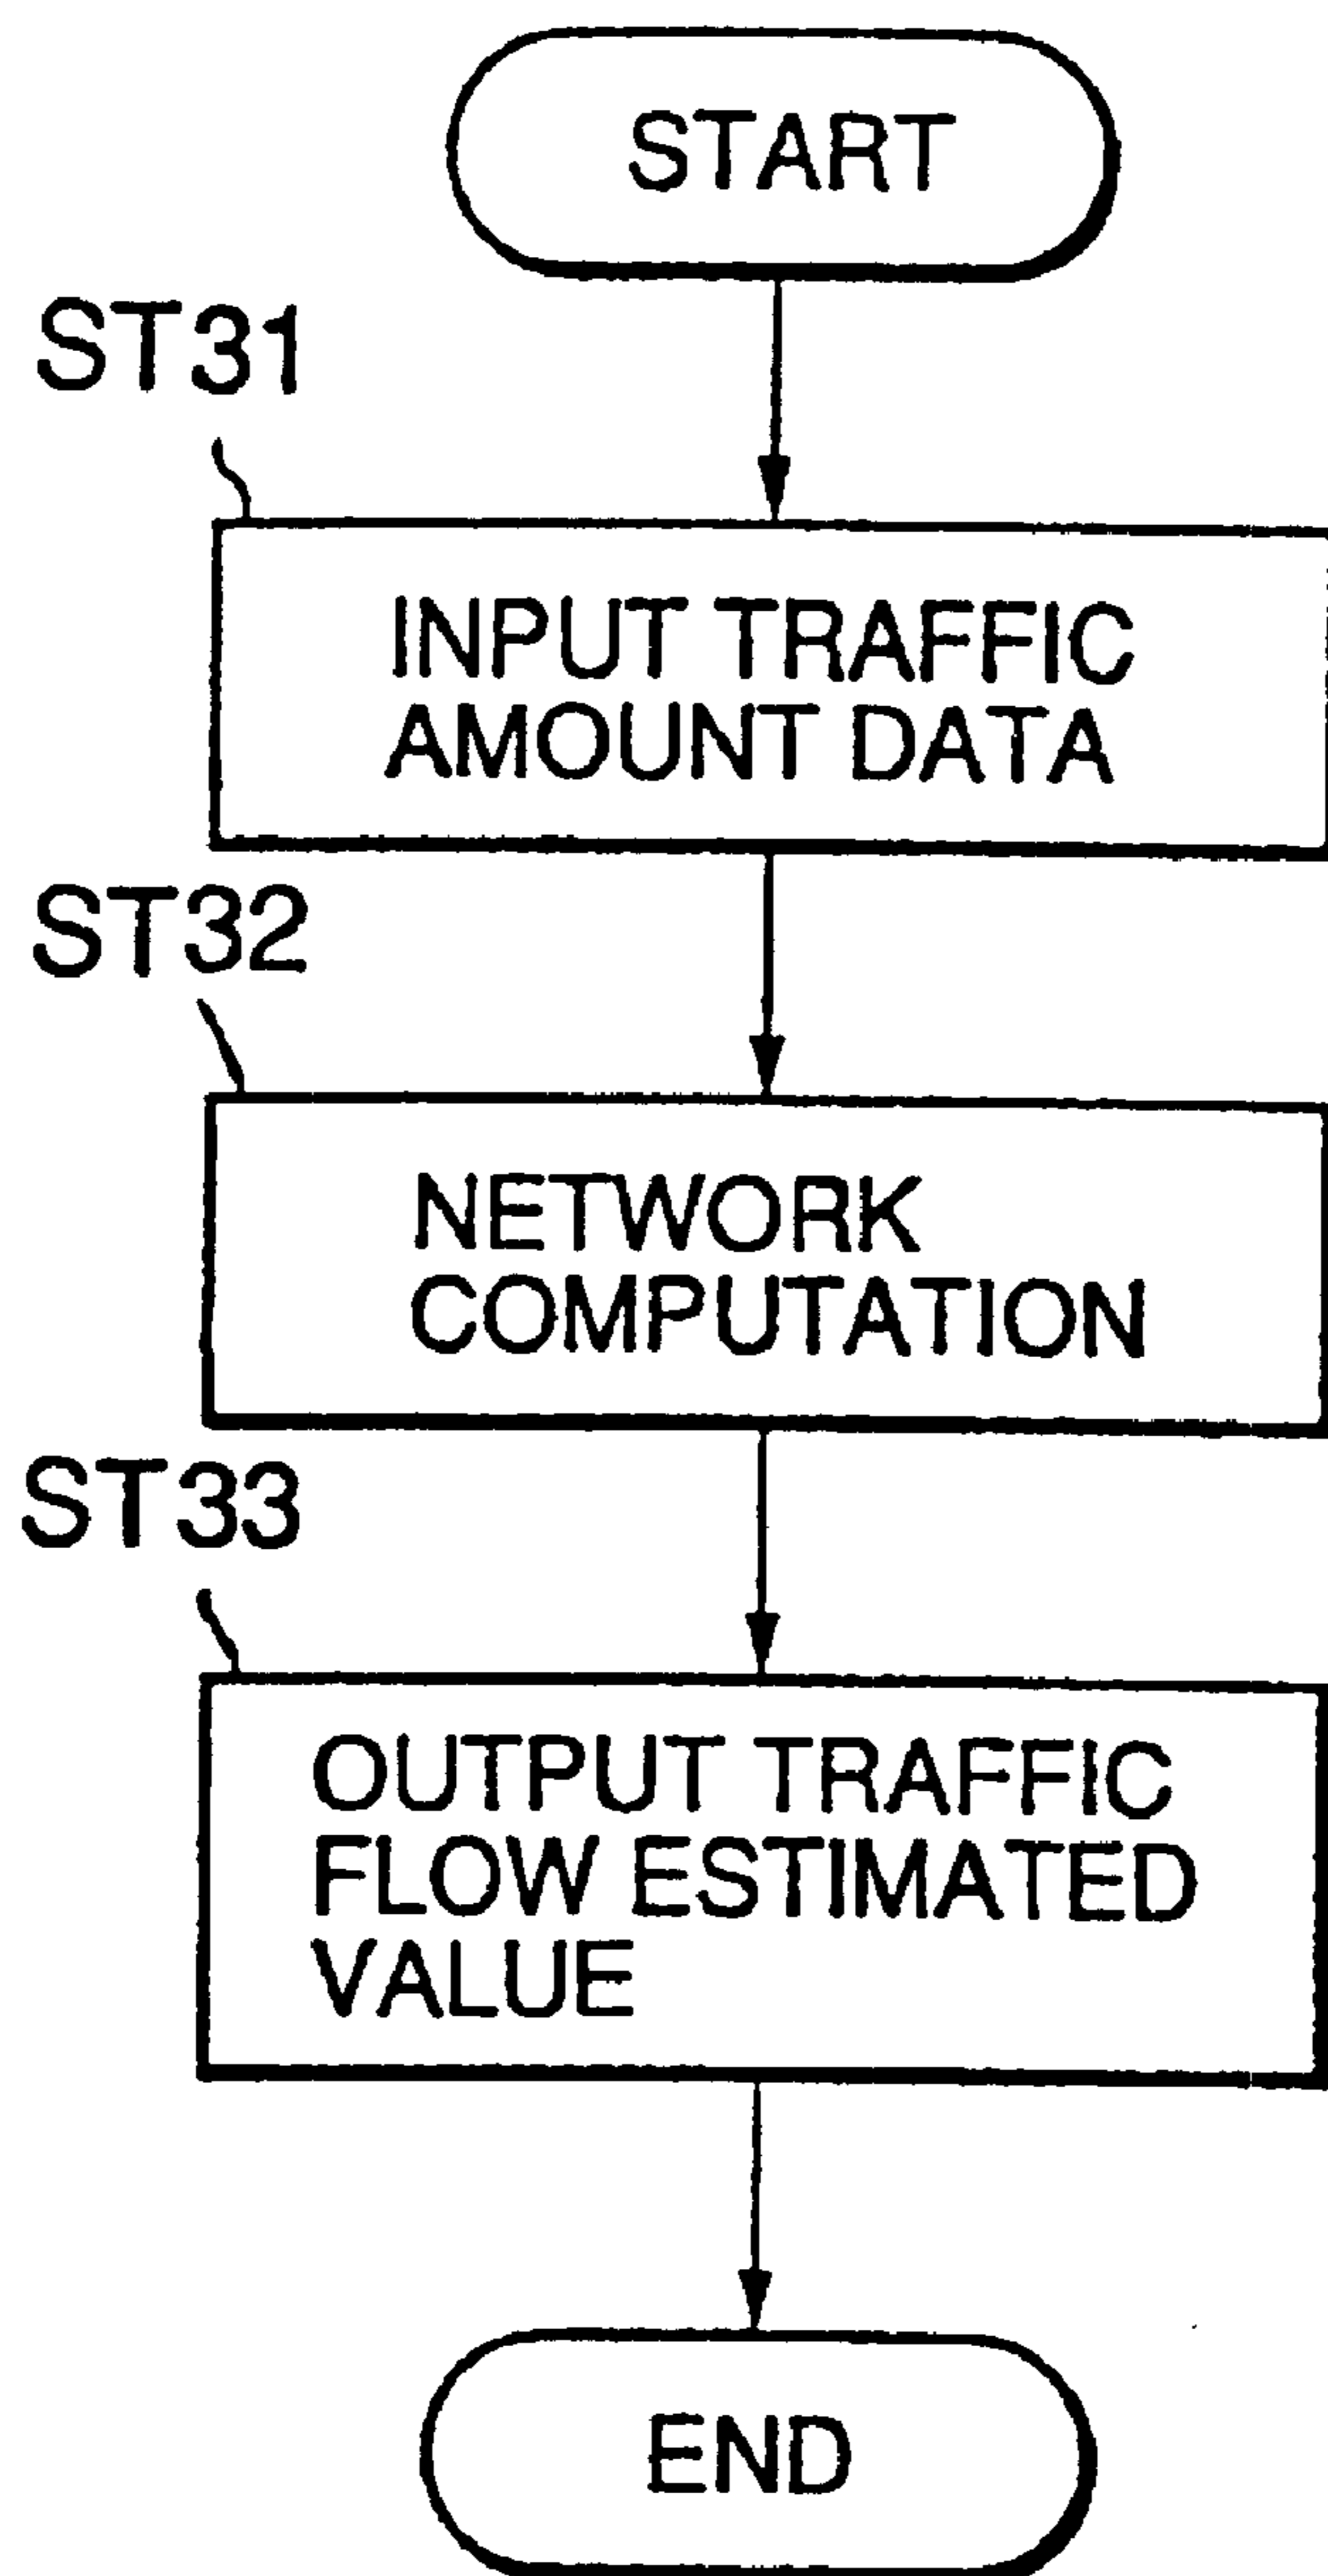 START
ST31
INPUT TRAFFIC
AMOUNT DATA
ST32
NETWORK
COMPUTATION
ST33
OUTPUT TRAFFIC
FLOW ESTIMATED
VALUE
END